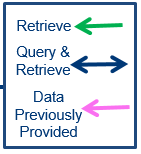 Retrieve
Query &
Retrieve
Data
Previously
Provided